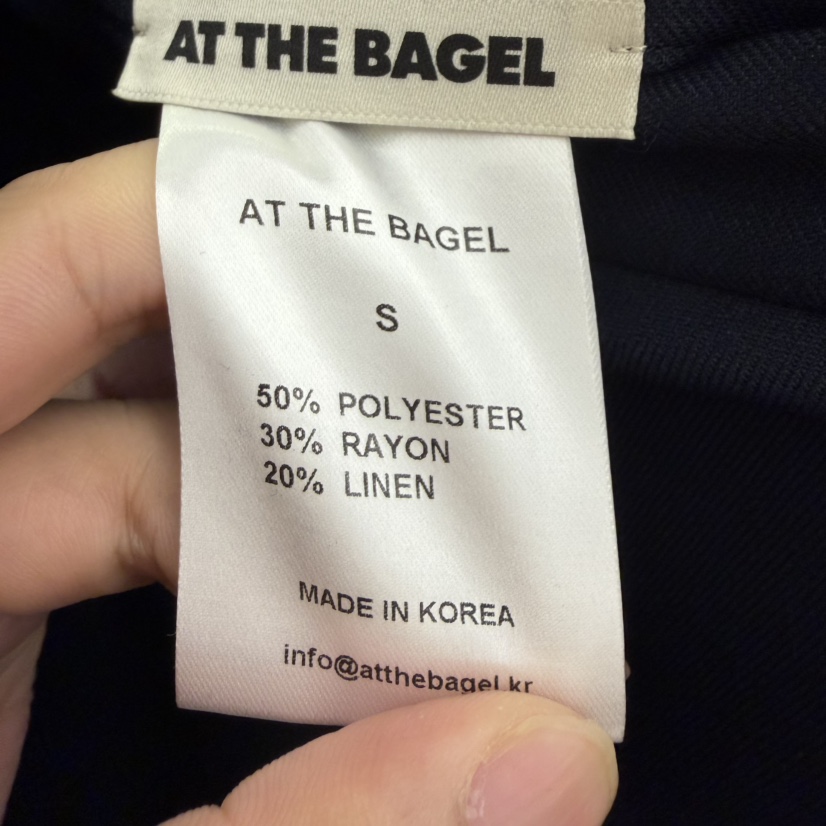 AT THE BAGEL
AT THE BAGEL
S
50% POLYESTER
30% RAYON
20% LINEN
MADE IN KOREA
info@atthebagel.kr